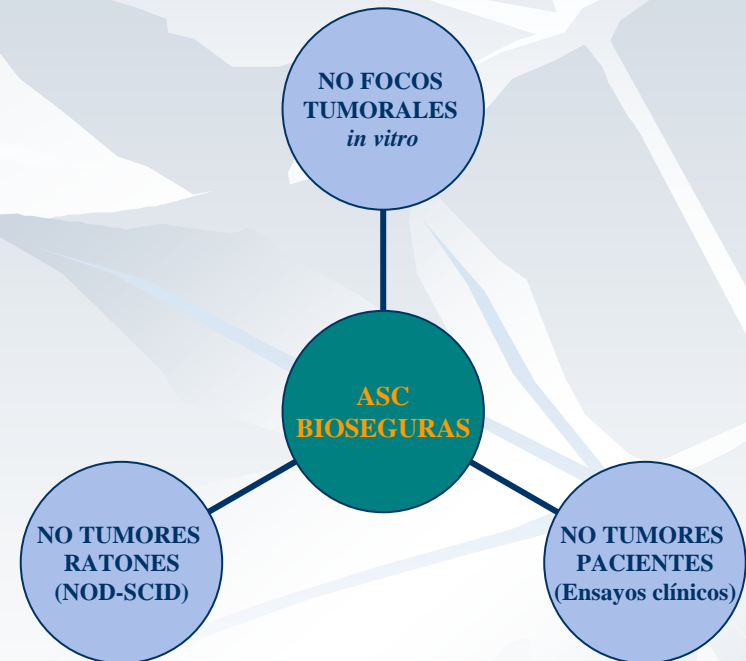 NO FOCOS
TUMORALES
in vitro
ASC
BIOSEGURAS
NO TUMORES
RATONES
(NOD-SCID)
NO TUMORES
PACIENTES
(Ensayos clínicos)